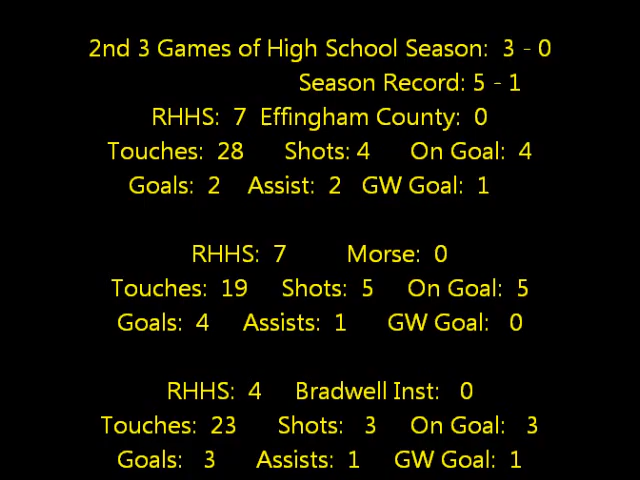 2nd 3 Games of High School Season: 3 - 0
Season Record: 5 - 1
RHHS: 7 Effingham County: 0
Touches: 28 Shots: 4 On Goal: 4
Goals: 2 Assist: 2 GW Goal: 1
RHHS: 7 Morse: 0
Touches: 19 Shots: 5 On Goal: 5
Goals: 4 Assists: 1 GW Goal: 0
RHHS: 4 Bradwell Inst: 0
Touches: 23 Shots: 3 On Goal: 3
Goals: 3 Assists: 1 GW Goal: 1